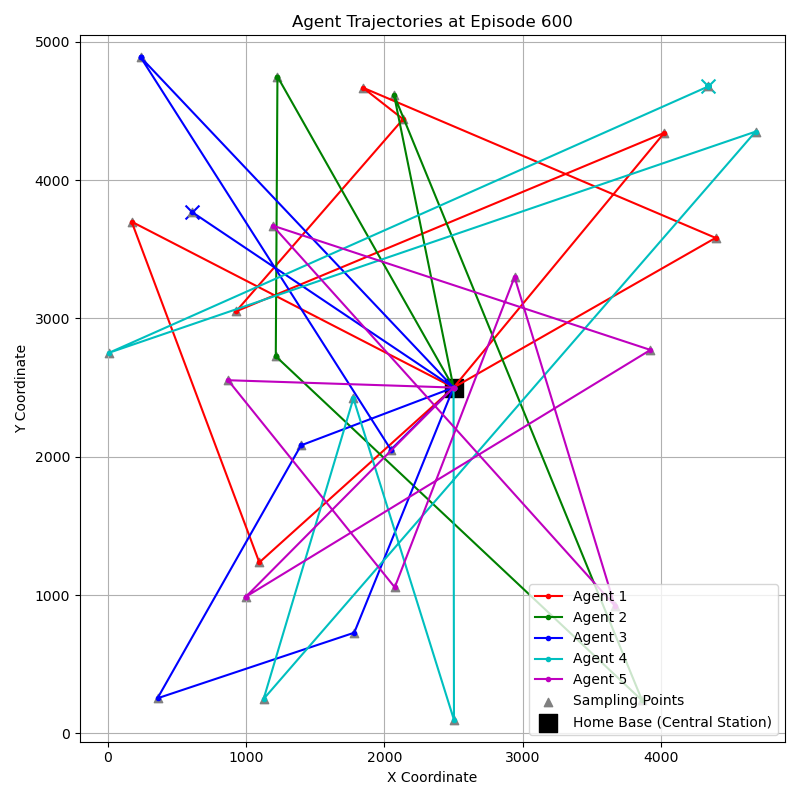 Agent Trajectories at Episode 600
5000
4000
3000
2000
1000
0
Y Coordinate
0 1000 2000 3000 4000
X Coordinate
Agent 1
Agent 2
Agent 3
Agent 4
Agent 5
Sampling Points
Home Base (Central Station)